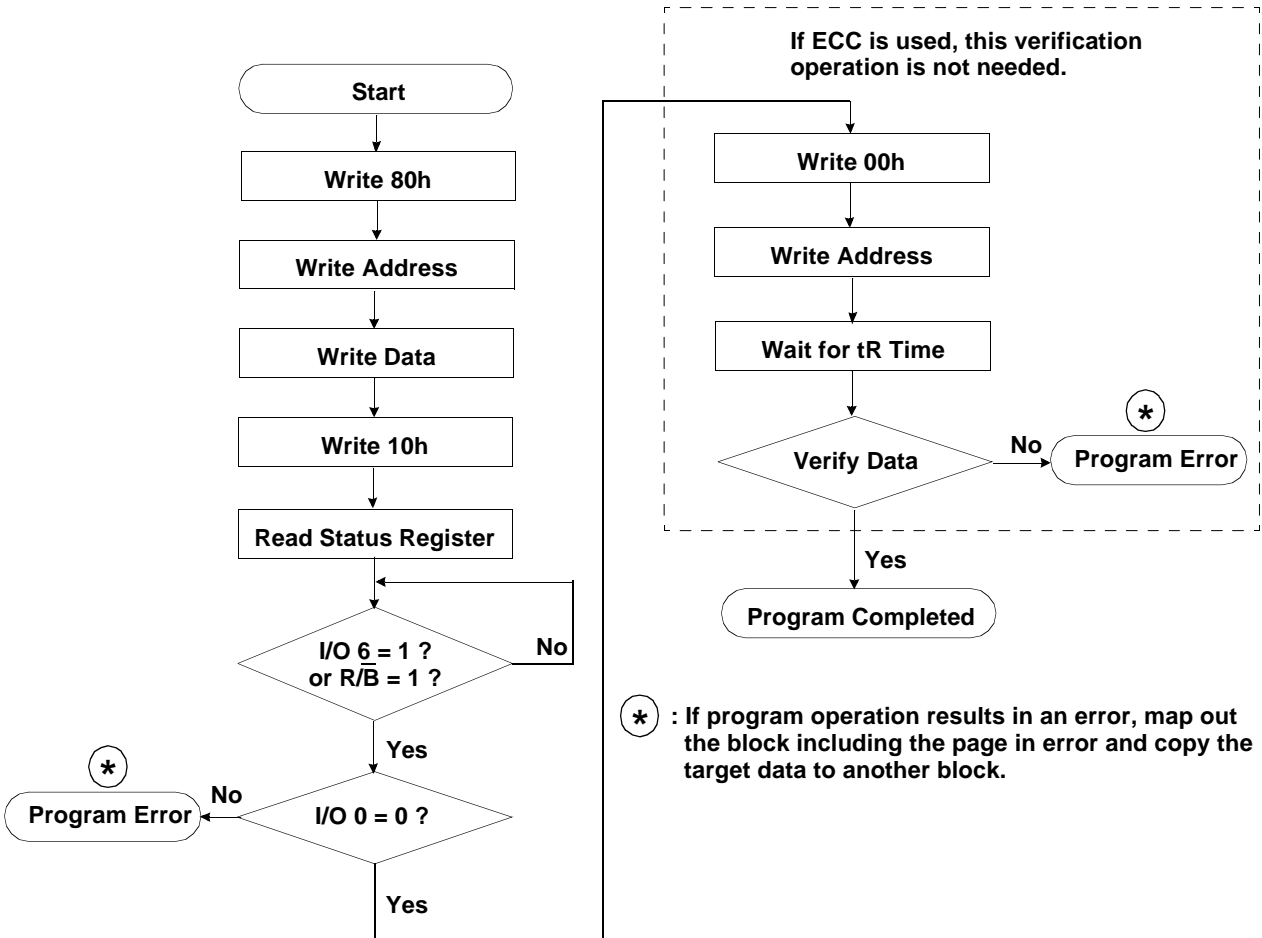 Start
Write 80h
Write Address
Write Data
Write 10h
Read Status Register
I/O 6 = 1 ?
or R/B̅ = 1 ?
No
Yes
*
No
Program Error
I/O 0 = 0 ?
Yes
If ECC is used, this verification
operation is not needed.
Write 00h
Write Address
Wait for tR Time
Verify Data
No
*
Program Error
Yes
Program Completed
* : If program operation results in an error, map out
the block including the page in error and copy the
target data to another block.